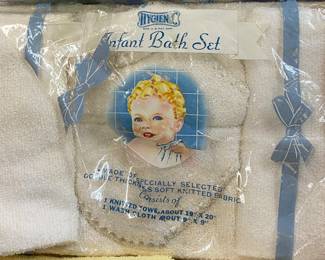 HYGIENIC
Infant Bath Set
MADE OF
DOUBLE THICK SPECIALLY SELECTED
SOFT KNITTED FABRIC
Consists of
1 KNITTED TOWEL ABOUT 19" X 20"
1 WASH CLOTH ABOUT 9" X 9"